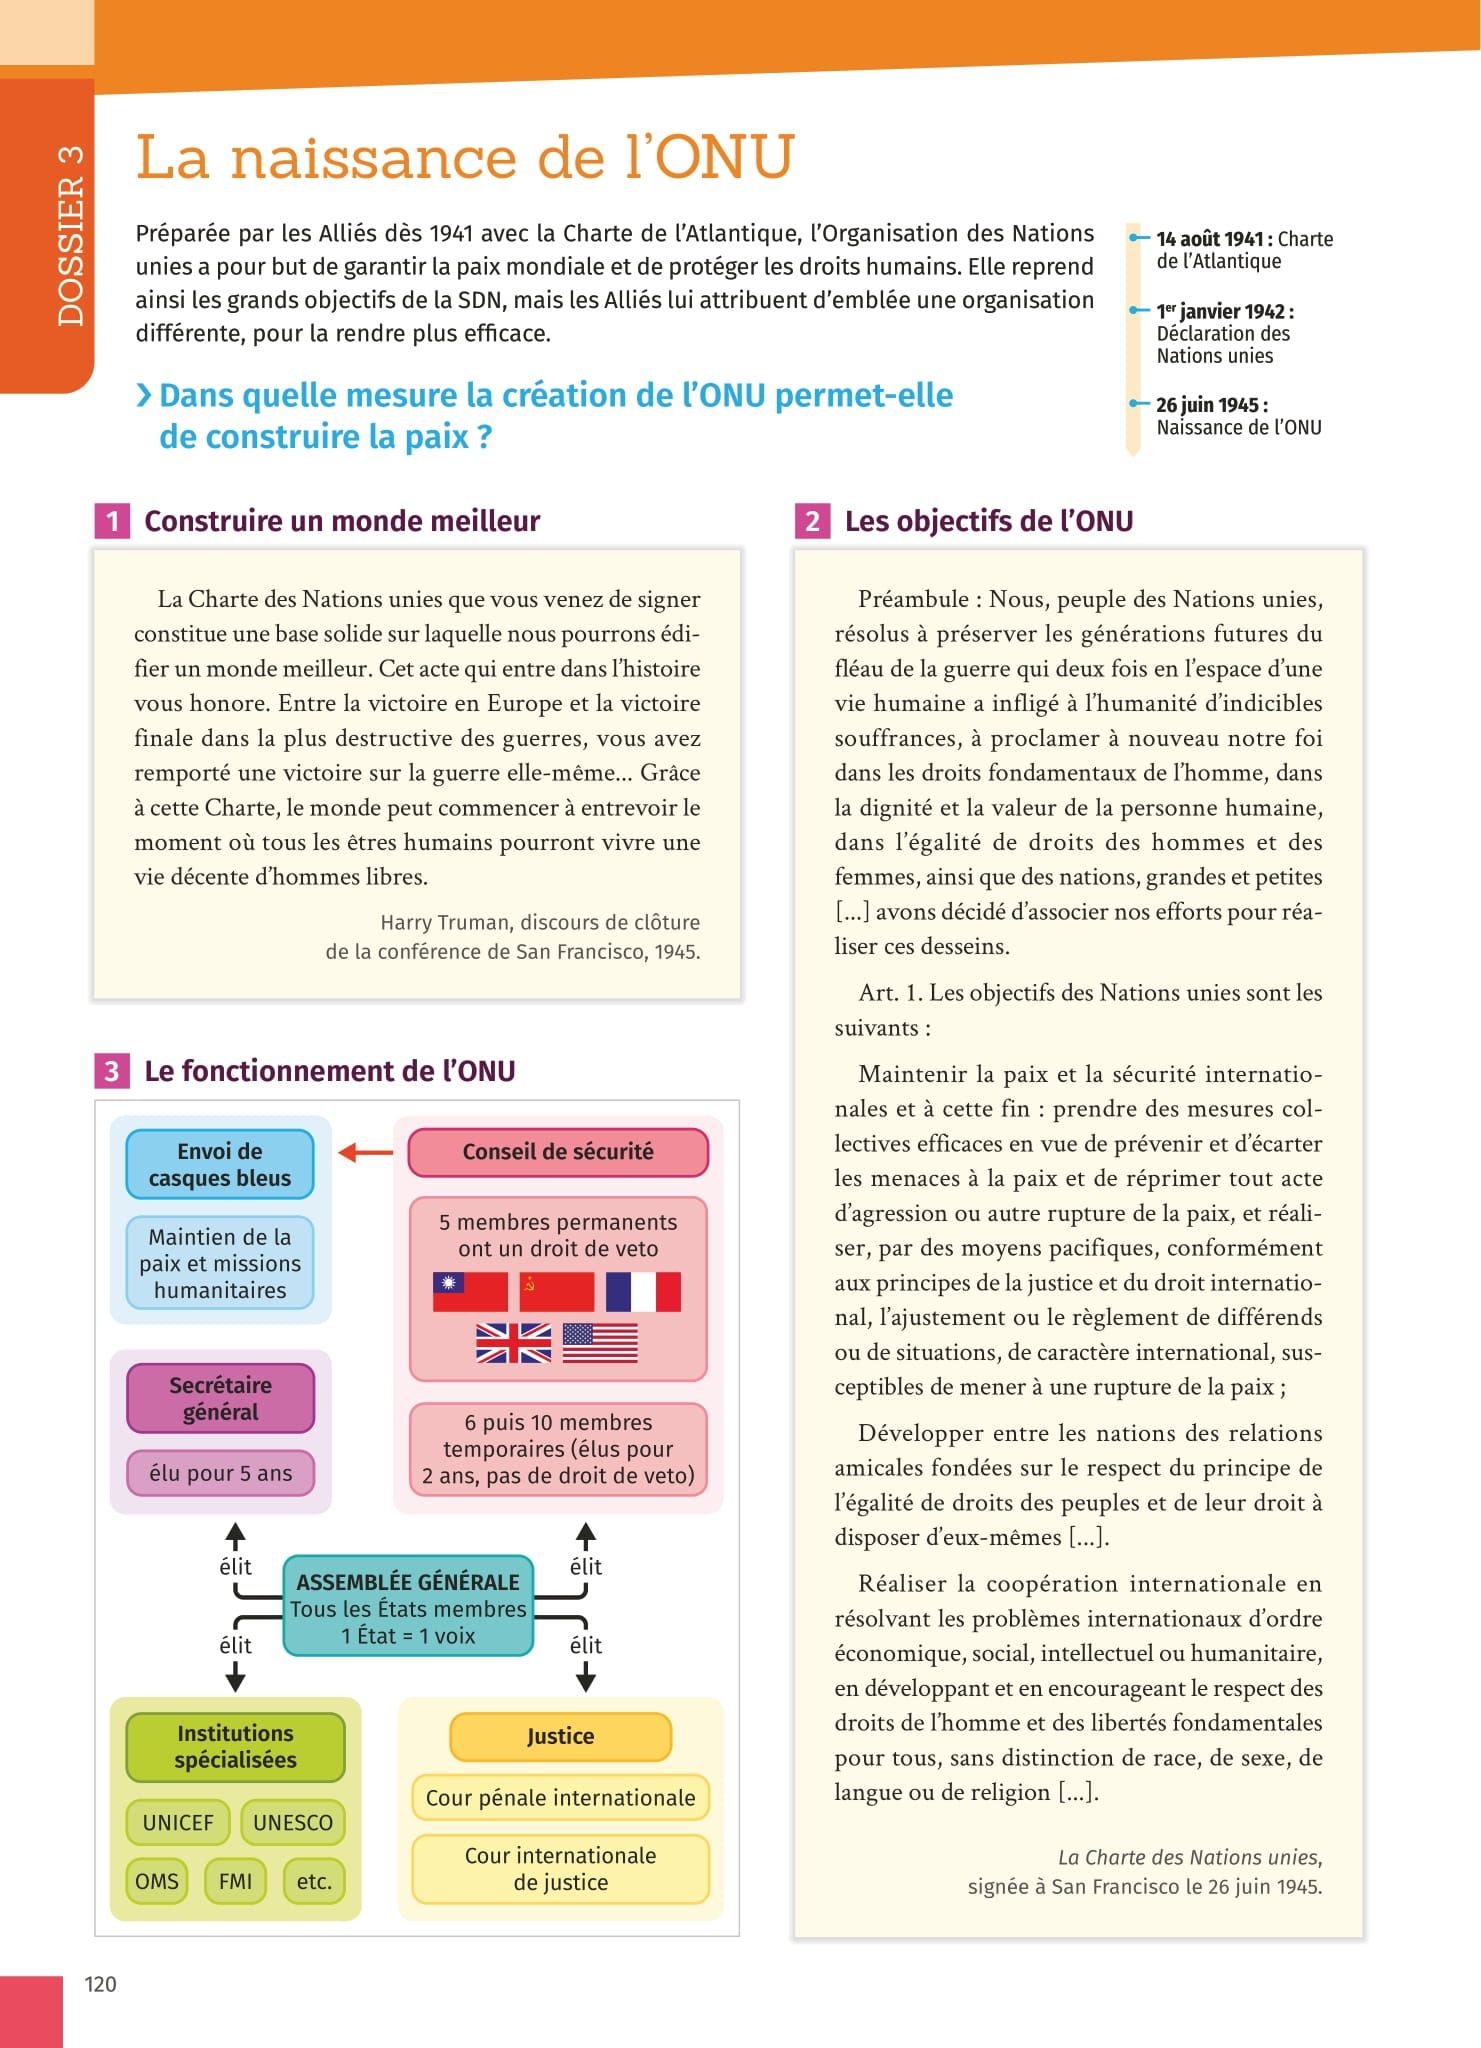 DOSSIER 3
La naissance de l’ONU
Préparée par les Alliés dès 1941 avec la Charte de l’Atlantique, l’Organisation des Nations
unies a pour but de garantir la paix mondiale et de protéger les droits humains. Elle reprend
ainsi les grands objectifs de la SDN, mais les Alliés lui attribuent d’emblée une organisation
différente, pour la rendre plus efficace.
❯ Dans quelle mesure la création de l’ONU permet-elle
de construire la paix ?
14 août 1941 : Charte
de l’Atlantique
1er janvier 1942 :
Déclaration des
Nations unies
26 juin 1945 :
Naissance de l’ONU
1 Construire un monde meilleur
La Charte des Nations unies que vous venez de signer
constitue une base solide sur laquelle nous pourrons édi-
fier un monde meilleur. Cet acte qui entre dans l’histoire
vous honore. Entre la victoire en Europe et la victoire
finale dans la plus destructive des guerres, vous avez
remporté une victoire sur la guerre elle-même... Grâce
à cette Charte, le monde peut commencer à entrevoir le
moment où tous les êtres humains pourront vivre une
vie décente d’hommes libres.
Harry Truman, discours de clôture
de la conférence de San Francisco, 1945.
2 Les objectifs de l’ONU
Préambule : Nous, peuple des Nations unies,
résolus à préserver les générations futures du
fléau de la guerre qui deux fois en l’espace d’une
vie humaine a infligé à l’humanité d’indicibles
souffrances, à proclamer à nouveau notre foi
dans les droits fondamentaux de l’homme, dans
la dignité et la valeur de la personne humaine,
dans l’égalité de droits des hommes et des
femmes, ainsi que des nations, grandes et petites
[...] avons décidé d’associer nos efforts pour réa-
liser ces desseins.
Art. 1. Les objectifs des Nations unies sont les
suivants :
Maintenir la paix et la sécurité internatio-
nales et à cette fin : prendre des mesures col-
lectives efficaces en vue de prévenir et d’écarter
les menaces à la paix et de réprimer tout acte
d’agression ou autre rupture de la paix, et réali-
ser, par des moyens pacifiques, conformément
aux principes de la justice et du droit internatio-
nal, l’ajustement ou le règlement de différends
ou de situations, de caractère international, sus-
ceptibles de mener à une rupture de la paix ;
Développer entre les nations des relations
amicales fondées sur le respect du principe de
l’égalité de droits des peuples et de leur droit à
disposer d’eux-mêmes [...].
Réaliser la coopération internationale en
résolvant les problèmes internationaux d’ordre
économique, social, intellectuel ou humanitaire,
en développant et en encourageant le respect des
droits de l’homme et des libertés fondamentales
pour tous, sans distinction de race, de sexe, de
langue ou de religion [...].
La Charte des Nations unies,
signée à San Francisco le 26 juin 1945.
3 Le fonctionnement de l’ONU
Envoi de
casques bleus
Maintien de la
paix et missions
humanitaires
Conseil de sécurité
5 membres permanents
ont un droit de veto
6 puis 10 membres
temporaires (élus pour
2 ans, pas de droit de veto)
Secrétaire
général
élu pour 5 ans
élit
élit
ASSEMBLÉE GÉNÉRALE
Tous les États membres
1 État = 1 voix
élit
élit
Institutions
spécialisées
UNICEF
UNESCO
OMS
FMI
etc.
Justice
Cour pénale internationale
Cour internationale
de justice
120